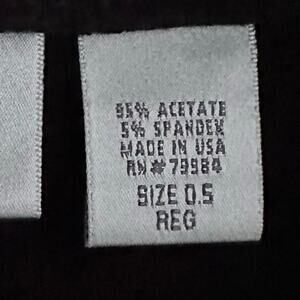 95% ACETATE
5% SPANDEX
MADE IN USA
RN# 79984
SIZE 0.5
REG